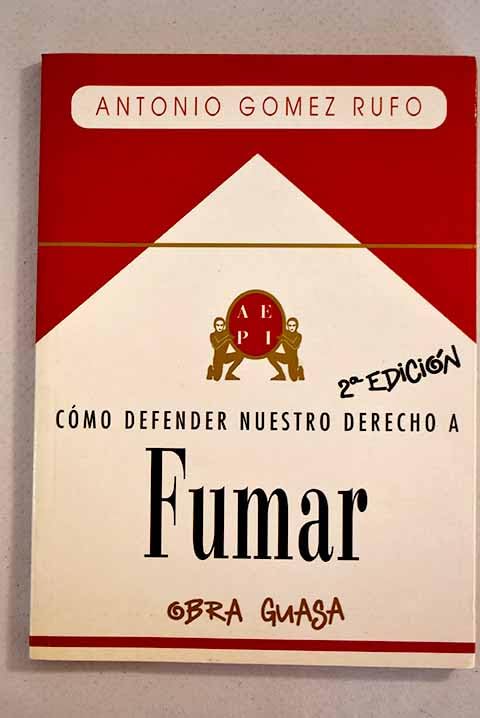 ANTONIO GOMEZ RUFO
A E
P I
2ª EDICIÓN
CÓMO DEFENDER NUESTRO DERECHO A
Fumar
OBRA GUASA